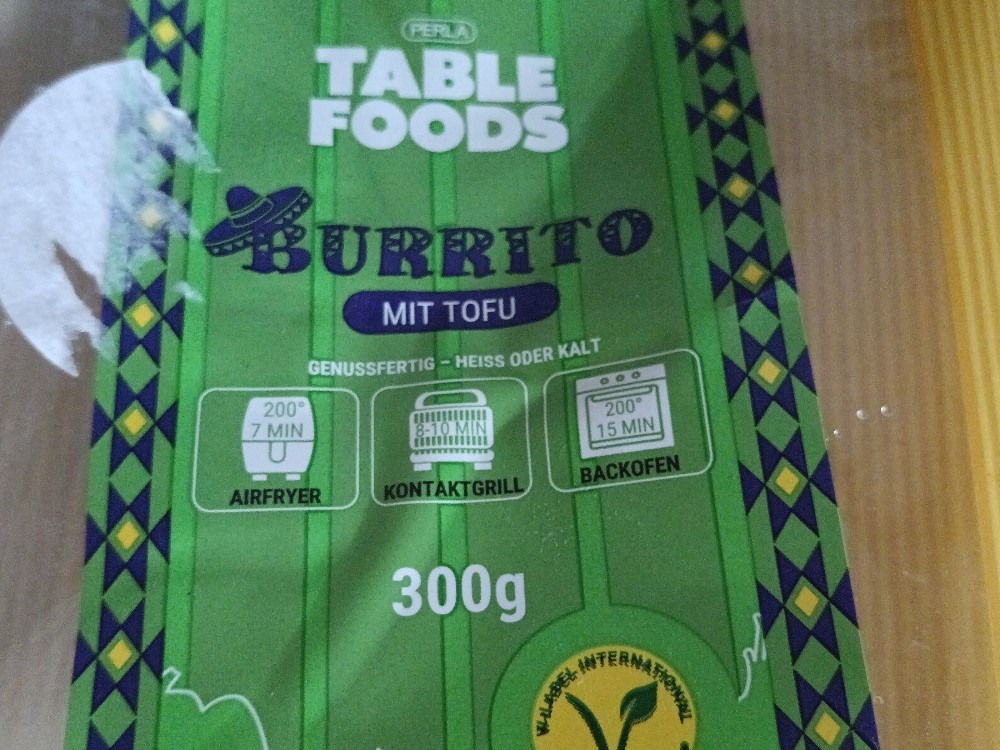 PERLA
TABLE
FOODS
BURRITO
MIT TOFU
GENUSSFERTIG – HEISS ODER KALT
200°
7 MIN
AIRFRYER
8-10 MIN
KONTAKTGRILL
200°
15 MIN
BACKOFEN
300g
V-LABEL INTERNATIONAL